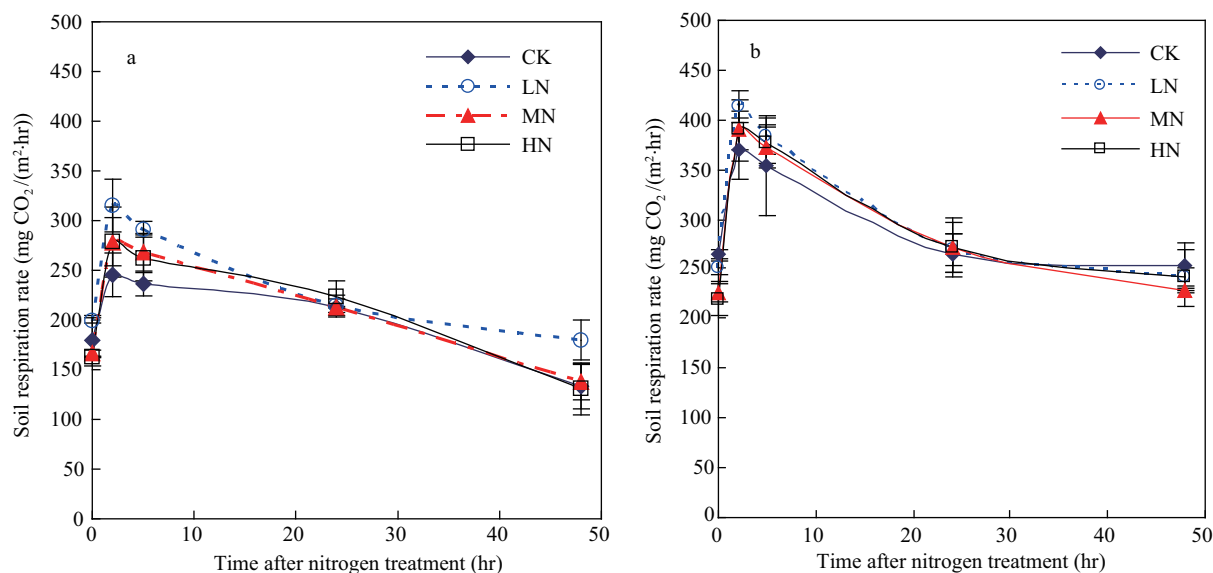 a
CK
LN
MN
HN
500
450
400
350
300
250
200
150
100
50
0
0
10
20
30
40
50
Soil respiration rate (mg CO₂/(m²·hr))
Time after nitrogen treatment (hr)
b
CK
LN
MN
HN
500
450
400
350
300
250
200
150
100
50
0
0
10
20
30
40
50
Soil respiration rate (mg CO₂/(m²·hr))
Time after nitrogen treatment (hr)